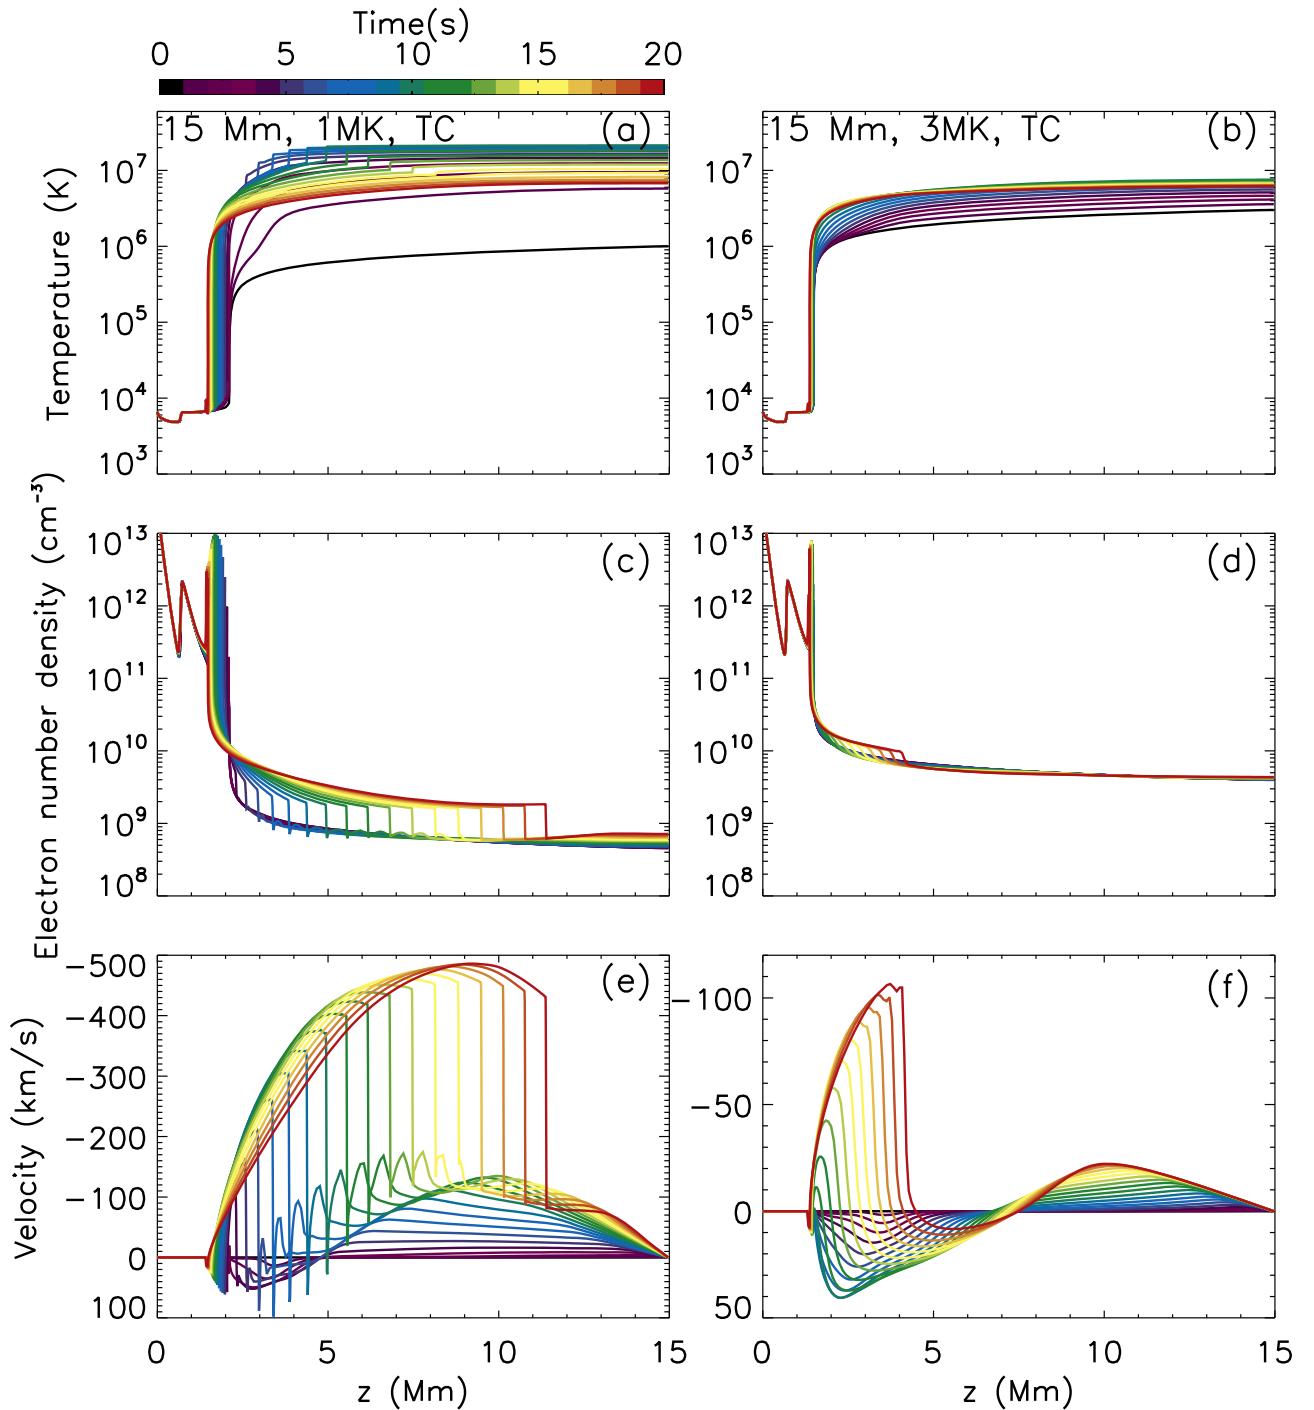 Time(s)
0 5 10 15 20
15 Mm, 1MK, TC (a)
15 Mm, 3MK, TC (b)
Temperature (K)
10⁷
10⁶
10⁵
10⁴
10³
10⁷
10⁶
10⁵
10⁴
10³
Electron number density (cm⁻³)
(c)
10¹³
10¹²
10¹¹
10¹⁰
10⁹
10⁸
(d)
10¹³
10¹²
10¹¹
10¹⁰
10⁹
10⁸
Velocity (km/s)
(e)
−500
−400
−300
−200
−100
0
100
(f)
−100
−50
0
50
0 5 10 15
z (Mm)
0 5 10 15
z (Mm)